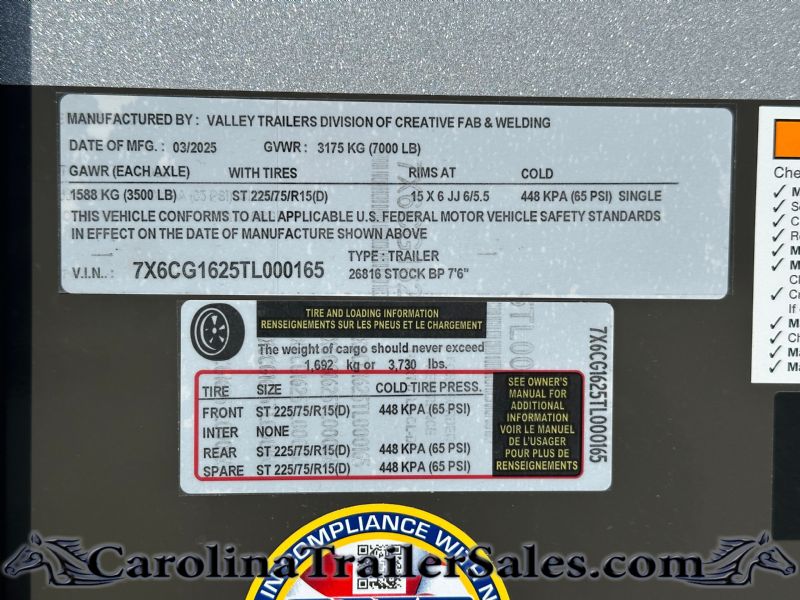 MANUFACTURED BY : VALLEY TRAILERS DIVISION OF CREATIVE FAB & WELDING
DATE OF MFG. : 03/2025 GVWR : 3175 KG (7000 LB)
GAWR (EACH AXLE) WITH TIRES RIMS AT COLD
1588 KG (3500 LB) ST 225/75/R15(D) 15 X 6 JJ 6/5.5 448 KPA (65 PSI) SINGLE
THIS VEHICLE CONFORMS TO ALL APPLICABLE U.S. FEDERAL MOTOR VEHICLE SAFETY STANDARDS
IN EFFECT ON THE DATE OF MANUFACTURE SHOWN ABOVE
TYPE : TRAILER
V.I.N.. : 7X6CG1625TL000165 26816 STOCK BP 7'6"
TIRE AND LOADING INFORMATION
RENSEIGNEMENTS SUR LES PNEUS ET LE CHARGEMENT
The weight of cargo should never exceed
1,692 kg or 3,730 lbs.
TIRE SIZE COLD TIRE PRESS.
FRONT ST 225/75/R15(D) 448 KPA (65 PSI)
INTER NONE
REAR ST 225/75/R15(D) 448 KPA (65 PSI)
SPARE ST 225/75/R15(D) 448 KPA (65 PSI)
SEE OWNER'S
MANUAL FOR
ADDITIONAL
INFORMATION
VOIR LE MANUEL
DE L'USAGER
POUR PLUS DE
RENSEIGNEMENTS
7X6CG1625TL000165
IN COMPLIANCE WITH N
CarolinaTrailerSales.com